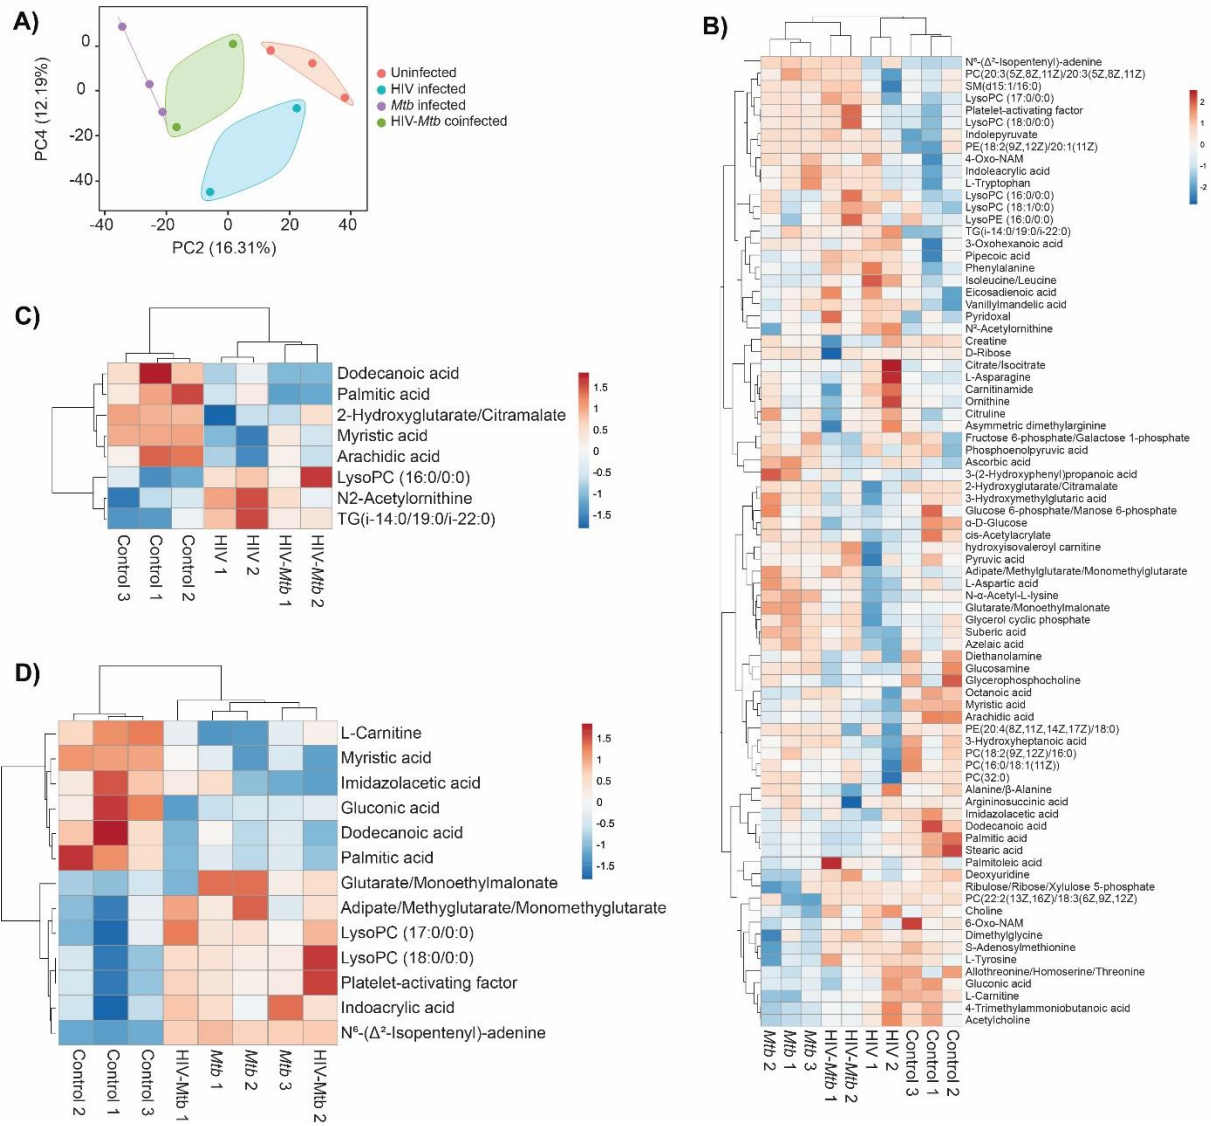 A)
PC4 (12.19%)
0
0
-20
-40
-40
-20
0
20
40
PC2 (16.31%)
Uninfected
HIV infected
Mtb infected
HIV-Mtb coinfected
B)
N⁶-(Δ²-Isopentenyl)-adenine
PC(20:3(5Z,8Z,11Z)/20:3(5Z,8Z,11Z)
SM(d15:1/16:0)
LysoPC (17:0/0:0)
Platelet-activating factor
LysoPC (18:0/0:0)
Indolepyruvate
PE(18:2(9Z,12Z)/20:1(11Z)
4-Oxo-NAM
Indoleacrylic acid
L-Tryptophan
LysoPC (16:0/0:0)
LysoPC (18:1/0:0)
LysoPE (16:0/0:0)
TG(i-14:0/19:0/i-22:0)
3-Oxohexanoic acid
Pipecoic acid
Phenylalanine
Isoleucine/Leucine
Eicosadienoic acid
Vanillylmandelic acid
Pyridoxal
N²-Acetylornithine
Creatine
D-Ribose
Citrate/Isocitrate
L-Asparagine
Carnitinamide
Ornithine
Citruline
Asymmetric dimethylarginine
Fructose 6-phosphate/Galactose 1-phosphate
Phosphoenolpyruvic acid
Ascorbic acid
3-(2-Hydroxyphenyl)propanoic acid
2-Hydroxyglutarate/Citramalate
3-Hydroxymethylglutaric acid
Glucose 6-phosphate/Manose 6-phosphate
α-D-Glucose
cis-Acetylacrylate
hydroxyisovaleroyl carnitine
Pyruvic acid
Adipate/Methylglutarate/Monomethylglutarate
L-Aspartic acid
N-α-Acetyl-L-lysine
Glutarate/Monoethylmalonate
Glycerol cyclic phosphate
Suberic acid
Azelaic acid
Diethanolamine
Glucosamine
Glycerophosphocholine
Octanoic acid
Myristic acid
Arachidic acid
PE(20:4(8Z,11Z,14Z,17Z)/18:0)
3-Hydroxyheptanoic acid
PC(18:2(9Z,12Z)/16:0)
PC(16:0/18:1(11Z))
PC(32:0)
Alanine/β-Alanine
Argininosuccinic acid
Imidazolacetic acid
Dodecanoic acid
Palmitic acid
Stearic acid
Palmitoleic acid
Deoxyuridine
Ribulose/Ribose/Xylulose 5-phosphate
PC(22:2(13Z,16Z)/18:3(6Z,9Z,12Z)
Choline
6-Oxo-NAM
Dimethylglycine
S-Adenosylmethionine
L-Tyrosine
Allothreonine/Homoserine/Threonine
Gluconic acid
L-Carnitine
4-Trimethylammoniobutanoic acid
Acetylcholine
2
1
0
-1
-2
Mtb 2
Mtb 1
Mtb 3
HIV-Mtb 1
HIV-Mtb 2
HIV 1
HIV 2
Control 3
Control 1
Control 2
C)
Dodecanoic acid
Palmitic acid
2-Hydroxyglutarate/Citramalate
Myristic acid
Arachidic acid
LysoPC (16:0/0:0)
N2-Acetylornithine
TG(i-14:0/19:0/i-22:0)
1.5
1
0.5
0
-0.5
-1
-1.5
Control 3
Control 1
Control 2
HIV 1
HIV 2
HIV-Mtb 1
HIV-Mtb 2
D)
L-Carnitine
Myristic acid
Imidazolacetic acid
Gluconic acid
Dodecanoic acid
Palmitic acid
Glutarate/Monoethylmalonate
Adipate/Methyglutarate/Monomethyglutarate
LysoPC (17:0/0:0)
LysoPC (18:0/0:0)
Platelet-activating factor
Indoacrylic acid
N⁶-(Δ²-Isopentenyl)-adenine
1.5
1
0.5
0
-0.5
-1
-1.5
Control 2
Control 1
Control 3
HIV-Mtb 1
Mtb 1
Mtb 2
Mtb 3
HIV-Mtb 2